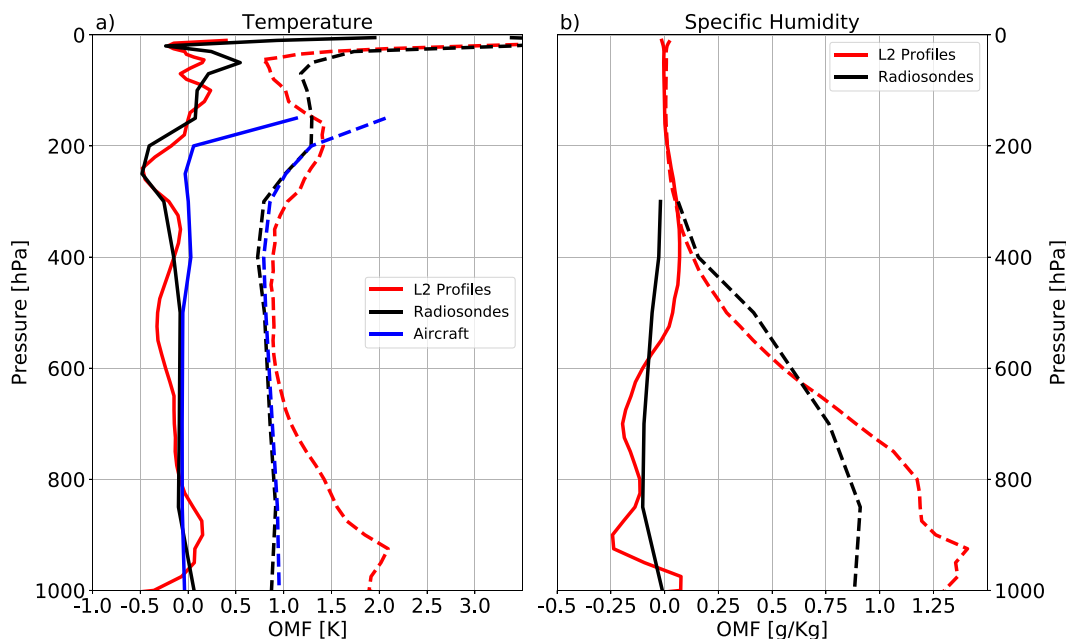 a) Temperature
0
200
400
600
800
1000
Pressure [hPa]
L2 Profiles
Radiosondes
Aircraft
-1.0 -0.5 0.0 0.5 1.0 1.5 2.0 2.5 3.0
OMF [K]
b) Specific Humidity
L2 Profiles
Radiosondes
0
200
400
600
800
1000
Pressure [hPa]
-0.5 -0.25 0.0 0.25 0.50 0.75 1.0 1.25
OMF [g/Kg]